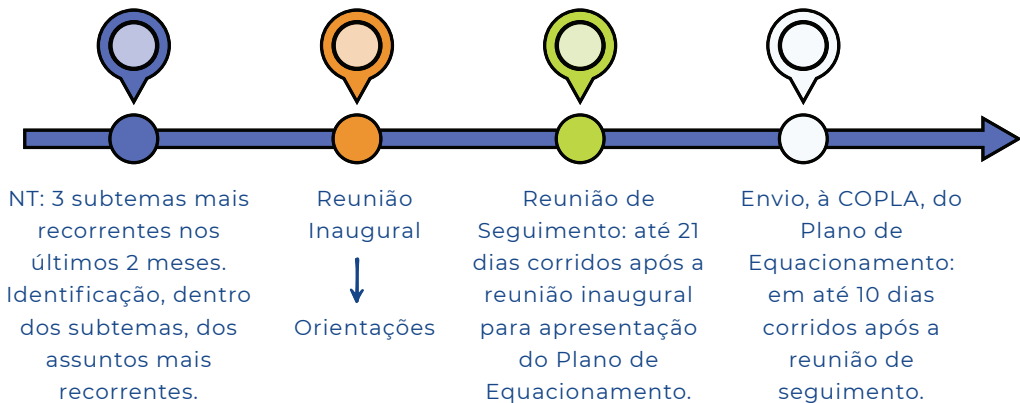 NT: 3 subtemas mais
recorrentes nos
últimos 2 meses.
Identificação, dentro
dos subtemas, dos
assuntos mais
recorrentes.
Reunião
Inaugural
Orientações
Reunião de
Seguimento: até 21
dias corridos após a
reunião inaugural
para apresentação
do Plano de
Equacionamento.
Envio, à COPLA, do
Plano de
Equacionamento:
em até 10 dias
corridos após a
reunião de
seguimento.